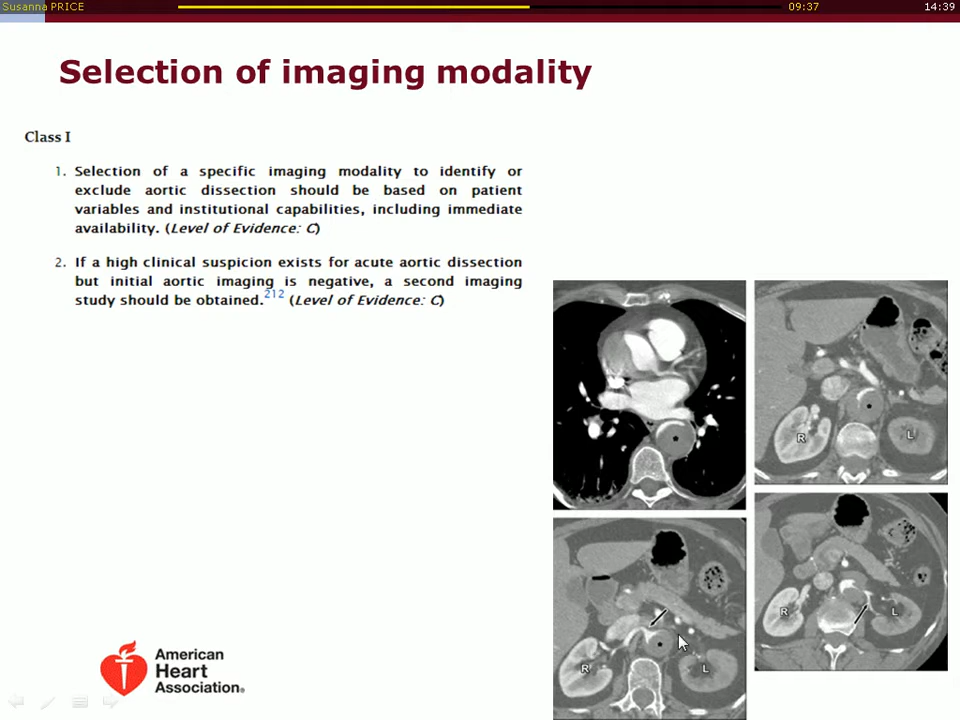 Susanna PRICE
09:37
14:39
Selection of imaging modality
Class I
1. Selection of a specific imaging modality to identify or
exclude aortic dissection should be based on patient
variables and institutional capabilities, including immediate
availability. (Level of Evidence: C)
2. If a high clinical suspicion exists for acute aortic dissection
but initial aortic imaging is negative, a second imaging
study should be obtained.212 (Level of Evidence: C)
*
R
*
L
R
*
L
R
L
American
Heart
Association®